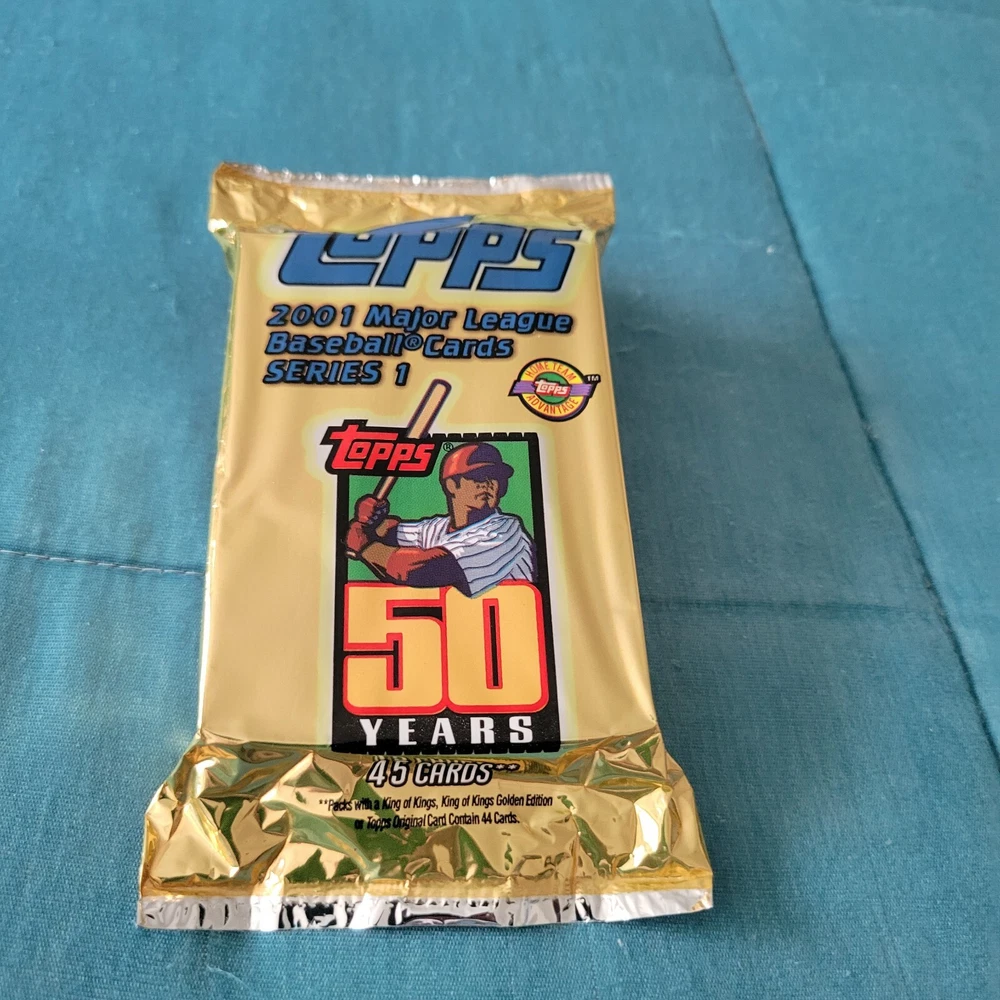 Topps
2001 Major League
Baseball® Cards
SERIES 1
HOME TEAM
Topps
ADVANTAGE
TM
Topps®
50
YEARS
45 CARDS**
**Packs with a King of Kings, King of Kings Golden Edition
or Topps Original Card Contain 44 Cards.